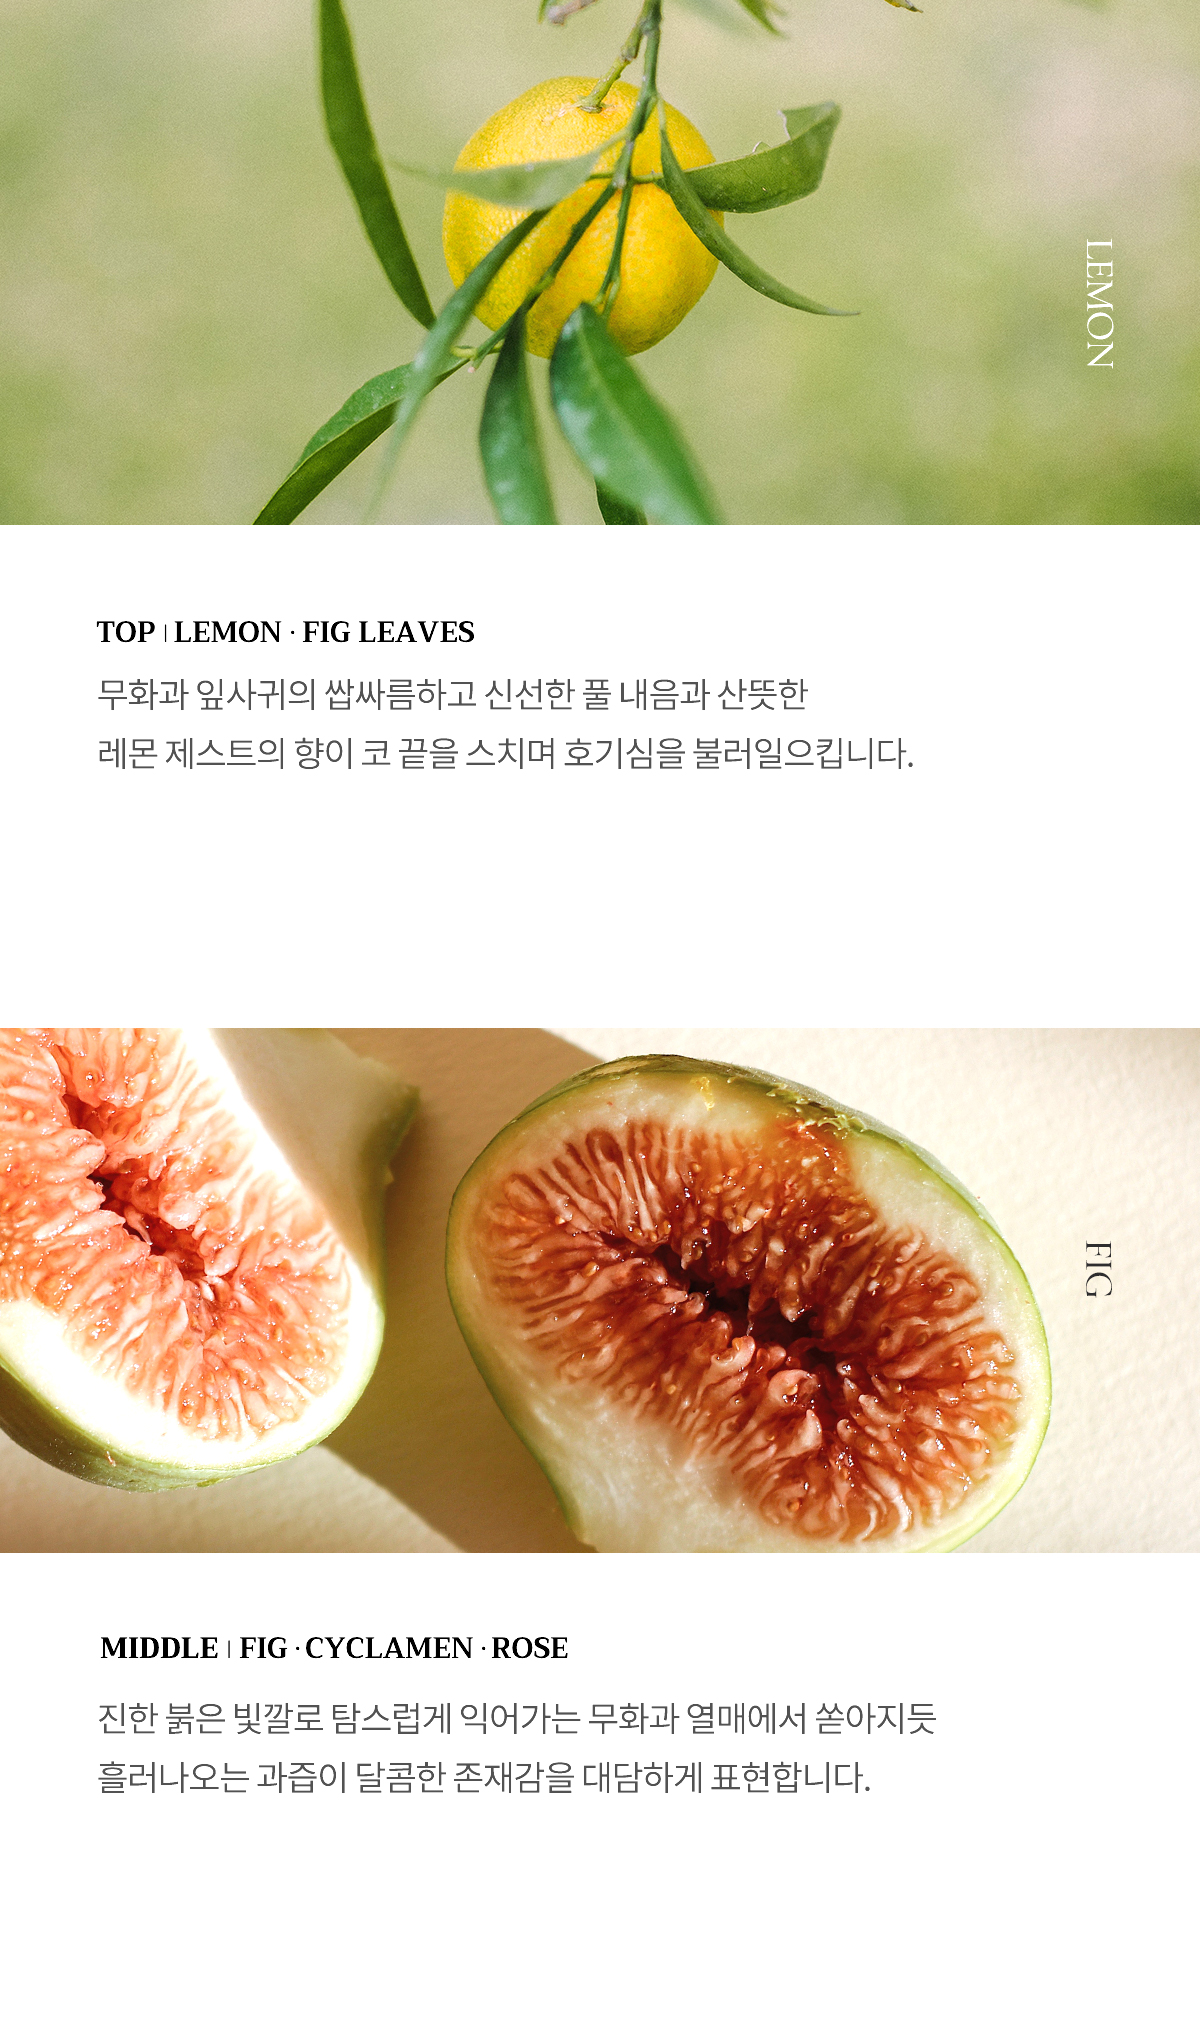 LEMON
TOP | LEMON · FIG LEAVES
무화과 잎사귀의 쌉싸름하고 신선한 풀 내음과 산뜻한
레몬 제스트의 향이 코 끝을 스치며 호기심을 불러일으킵니다.
FIG
MIDDLE | FIG · CYCLAMEN · ROSE
진한 붉은 빛깔로 탐스럽게 익어가는 무화과 열매에서 쏟아지듯
흘러나오는 과즙이 달콤한 존재감을 대담하게 표현합니다.